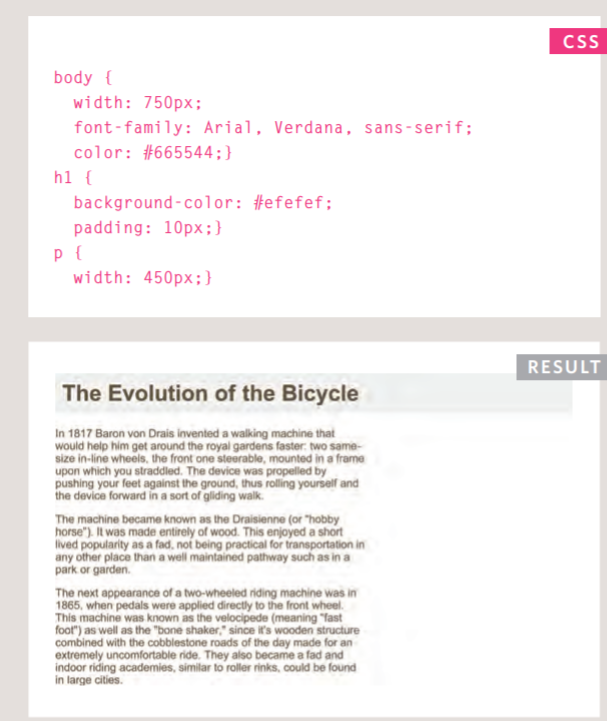 CSS
body {
width: 750px;
font-family: Arial, Verdana, sans-serif;
color: #665544;}
h1 {
background-color: #efefef;
padding: 10px;}
p {
width: 450px;}
RESULT
The Evolution of the Bicycle
In 1817 Baron von Drais invented a walking machine that
would help him get around the royal gardens faster: two same-
size in-line wheels, the front one steerable, mounted in a frame
upon which you straddled. The device was propelled by
pushing your feet against the ground, thus rolling yourself and
the device forward in a sort of gliding walk.
The machine became known as the Draisienne (or "hobby
horse"). It was made entirely of wood. This enjoyed a short
lived popularity as a fad, not being practical for transportation in
any other place than a well maintained pathway such as in a
park or garden.
The next appearance of a two-wheeled riding machine was in
1865, when pedals were applied directly to the front wheel.
This machine was known as the velocipede (meaning "fast
foot") as well as the "bone shaker," since it's wooden structure
combined with the cobblestone roads of the day made for an
extremely uncomfortable ride. They also became a fad and
indoor riding academies, similar to roller rinks, could be found
in large cities.